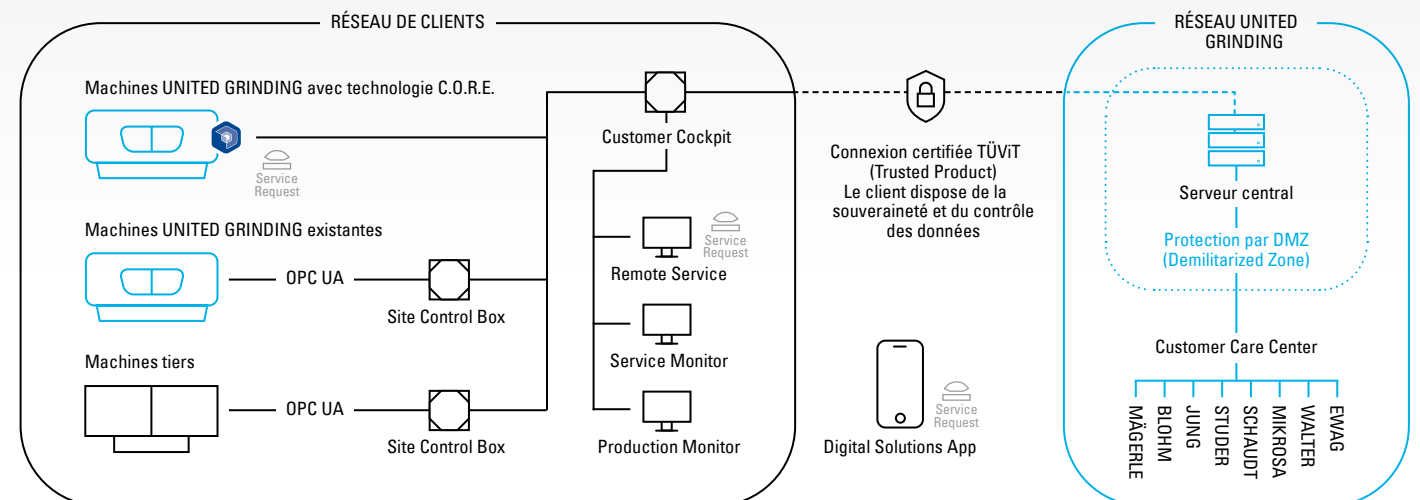 RÉSEAU DE CLIENTS
Machines UNITED GRINDING avec technologie C.O.R.E.
Service
Request
Machines UNITED GRINDING existantes
OPC UA
Site Control Box
Machines tiers
OPC UA
Site Control Box
Customer Cockpit
Service
Request
Remote Service
Service Monitor
Production Monitor
Connexion certifiée TÜViT
(Trusted Product)
Le client dispose de la
souveraineté et du contrôle
des données
Service
Request
Digital Solutions App
RÉSEAU UNITED
GRINDING
Serveur central
Protection par DMZ
(Demilitarized Zone)
Customer Care Center
MÄGERLE
BLOHM
JUNG
STUDER
SCHAUDT
MIKROSA
WALTER
EWAG